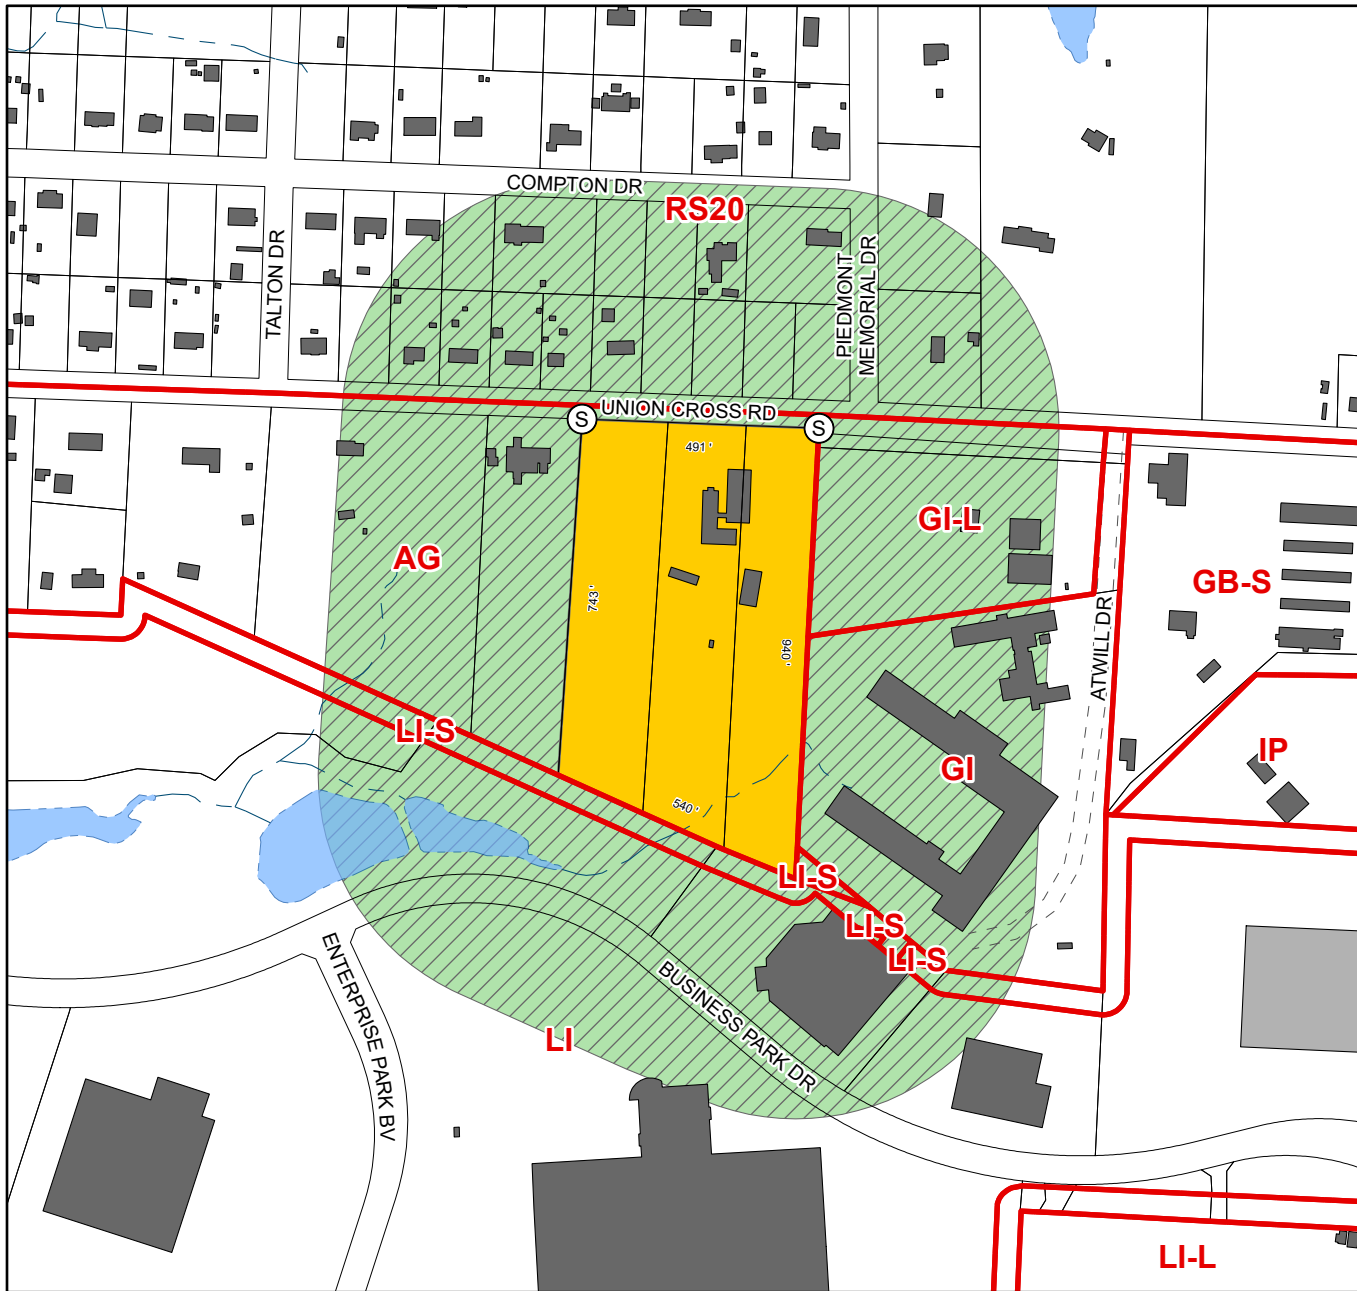 COMPTON DR
RS20
TALTON DR
PIEDMONT
MEMORIAL DR
UNION CROSS RD
S
S
491 '
GI-L
AG
GB-S
743 '
940 '
ATWILL DR
LI-S
IP
GI
540 '
LI-S
LI-S
LI-S
ENTERPRISE PARK BV
BUSINESS PARK DR
LI
LI-L